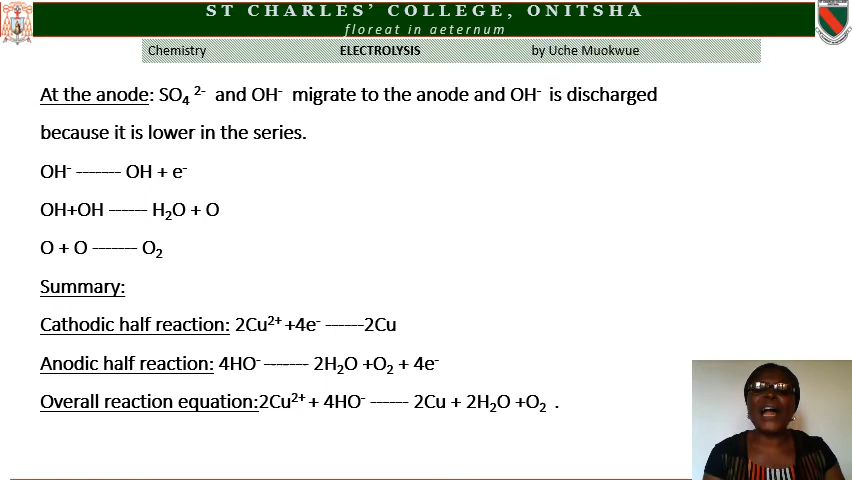 ST CHARLES' COLLEGE, ONITSHA
floreat in aeternum
Chemistry ELECTROLYSIS by Uche Muokwue
At the anode: SO₄ ²⁻ and OH⁻ migrate to the anode and OH⁻ is discharged
because it is lower in the series.
OH⁻ ------- OH + e⁻
OH+OH ------ H₂O + O
O + O ------- O₂
Summary:
Cathodic half reaction: 2Cu²⁺ +4e⁻ ------2Cu
Anodic half reaction: 4HO⁻ ------- 2H₂O +O₂ + 4e⁻
Overall reaction equation:2Cu²⁺ + 4HO⁻ ------ 2Cu + 2H₂O +O₂ .